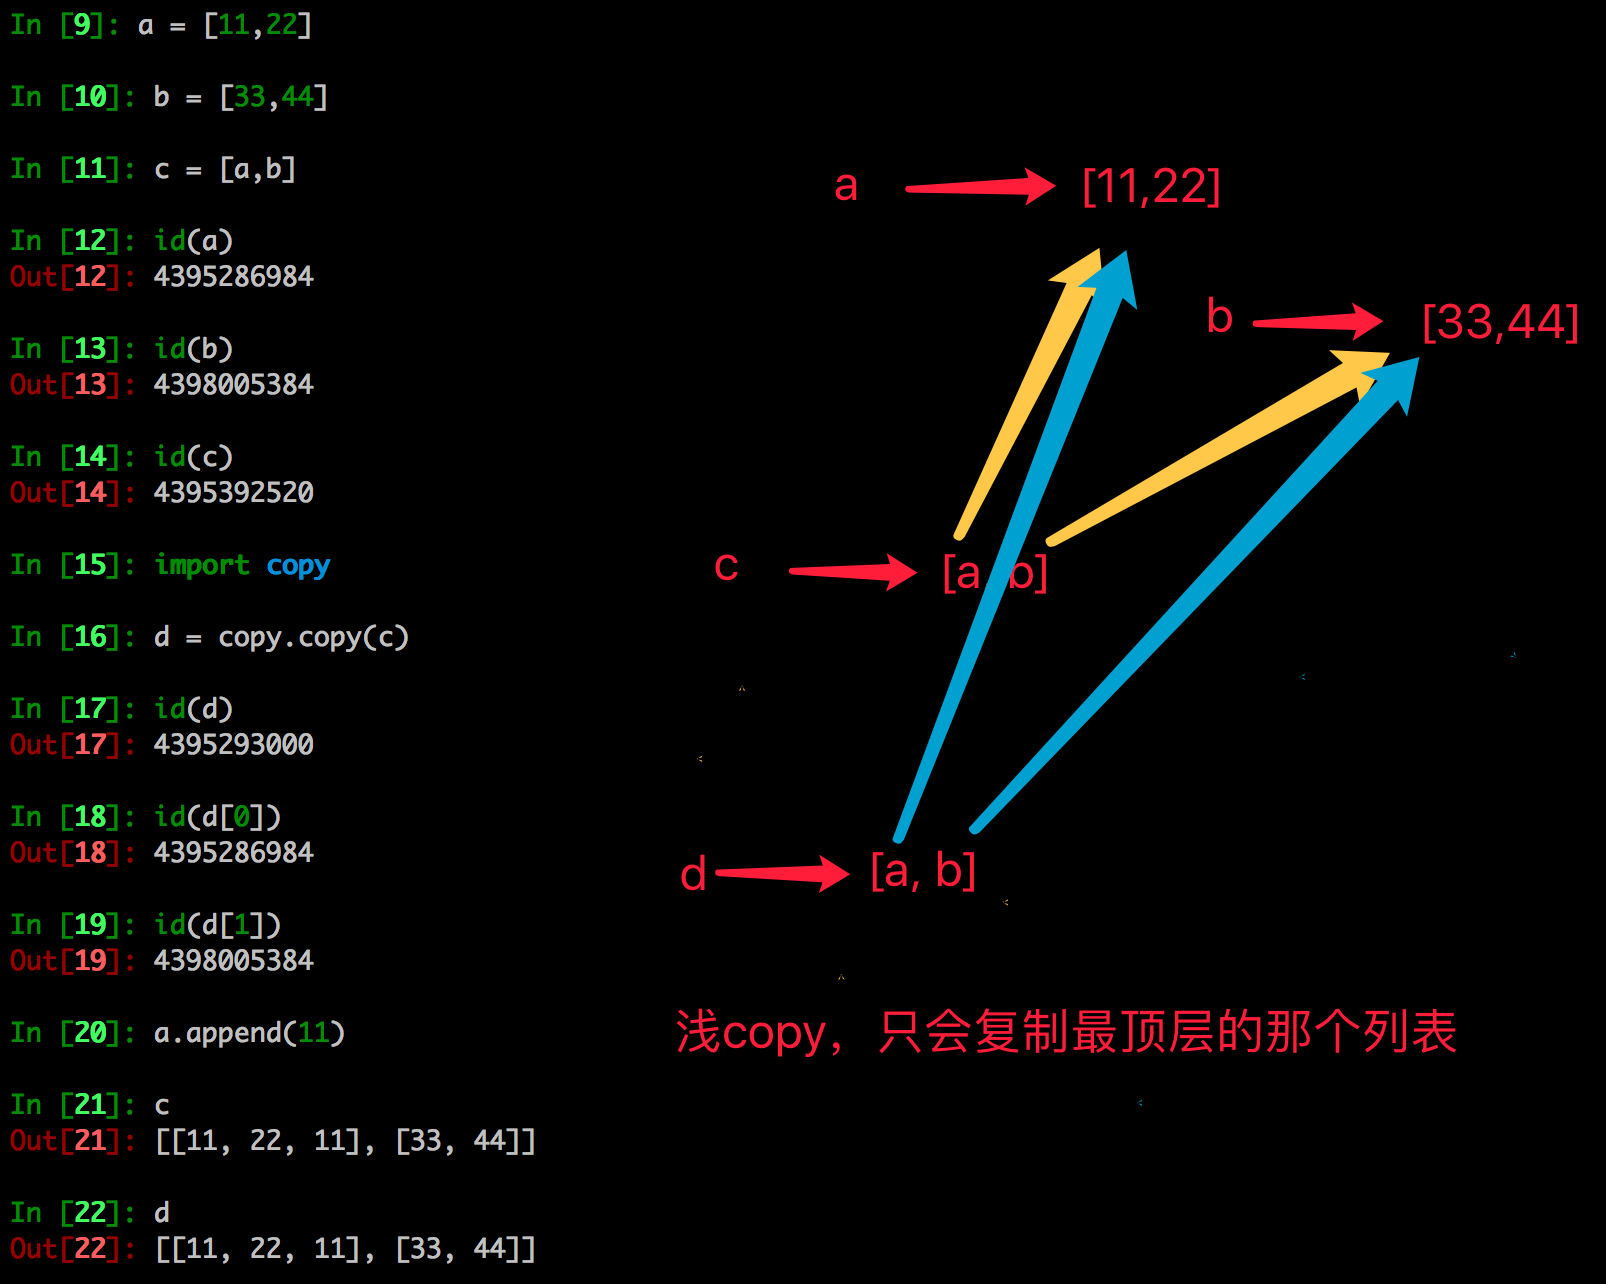 In [9]: a = [11,22]
In [10]: b = [33,44]
In [11]: c = [a,b]
In [12]: id(a)
Out[12]: 4395286984
In [13]: id(b)
Out[13]: 4398005384
In [14]: id(c)
Out[14]: 4395392520
In [15]: import copy
In [16]: d = copy.copy(c)
In [17]: id(d)
Out[17]: 4395293000
In [18]: id(d[0])
Out[18]: 4395286984
In [19]: id(d[1])
Out[19]: 4398005384
In [20]: a.append(11)
In [21]: c
Out[21]: [[11, 22, 11], [33, 44]]
In [22]: d
Out[22]: [[11, 22, 11], [33, 44]]
a [11,22]
b [33,44]
c [a, b]
d [a, b]
浅copy，只会复制最顶层的那个列表